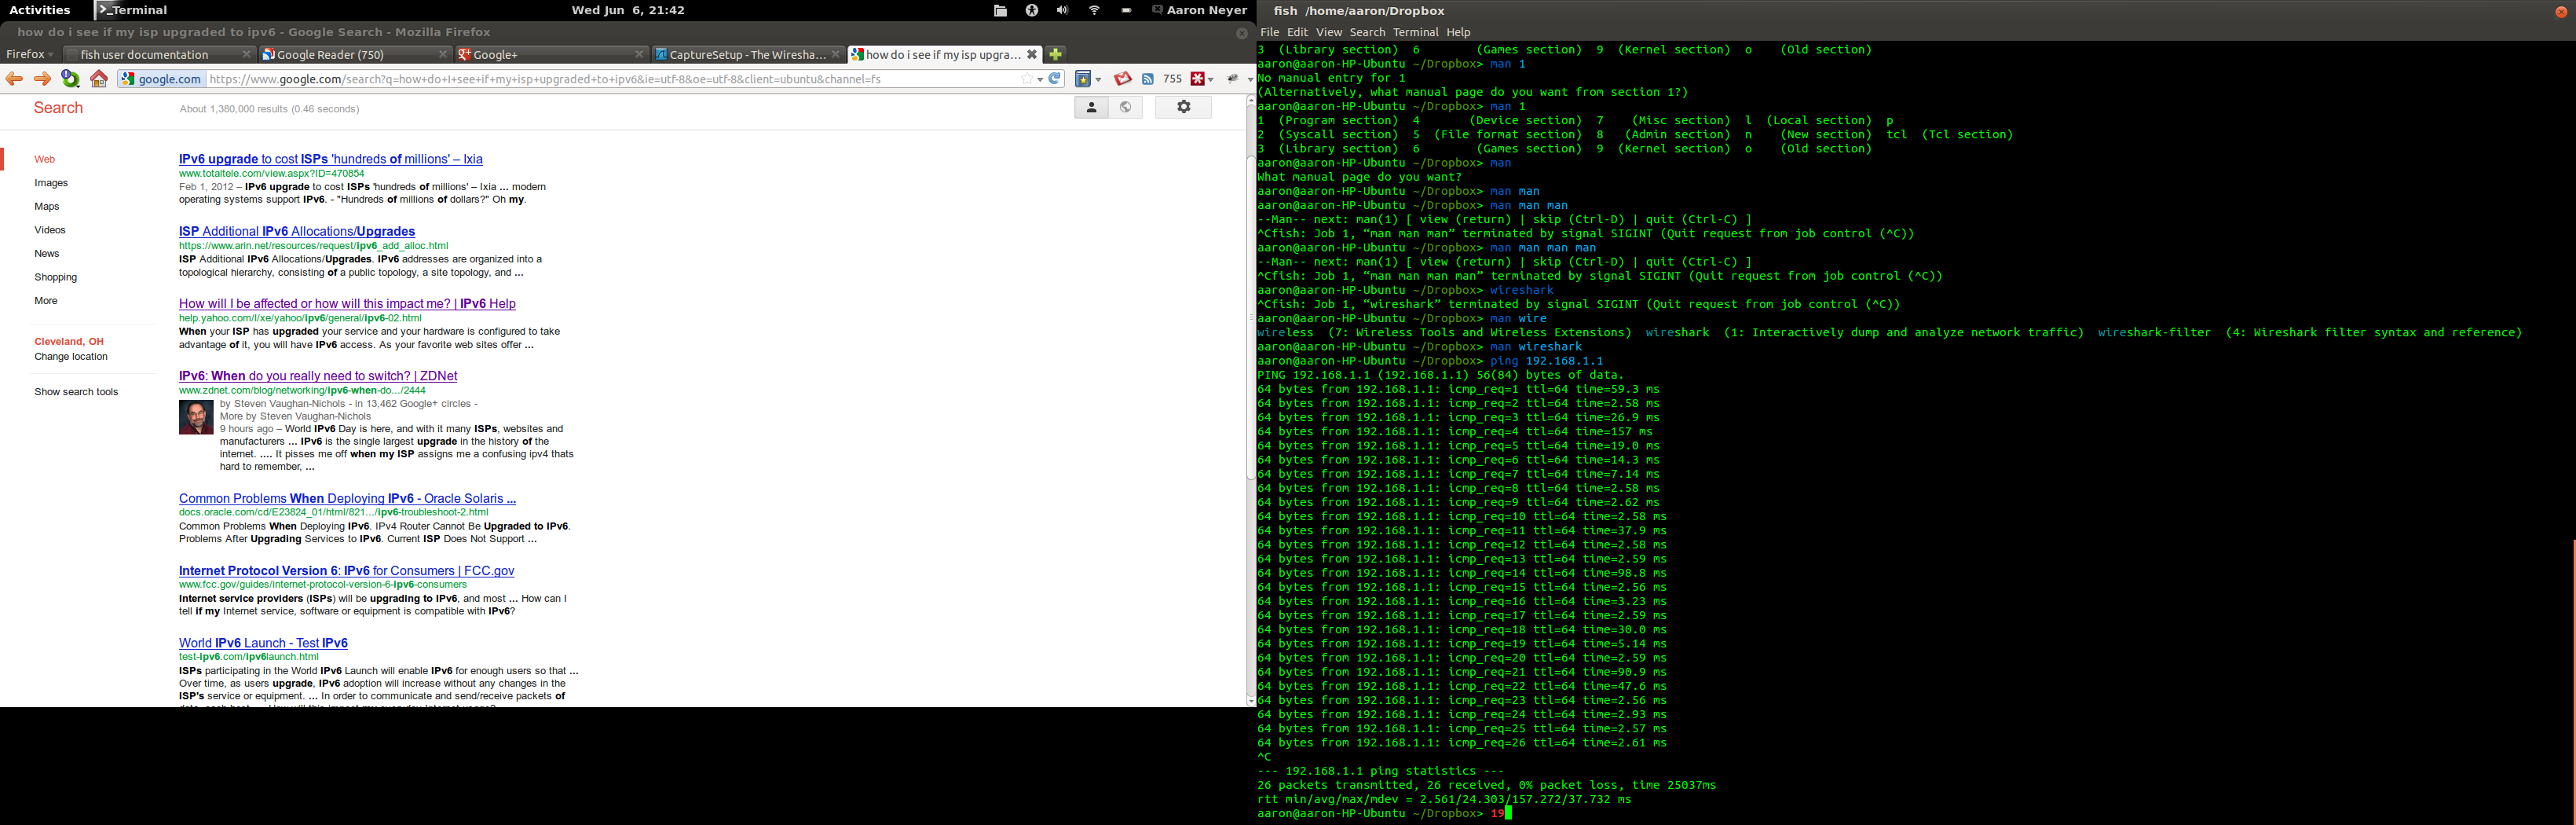 Activities
Terminal
Wed Jun 6, 21:42
Aaron Neyer
how do i see if my isp upgraded to ipv6 - Google Search - Mozilla Firefox
Firefox
fish user documentation
Google Reader (750)
Google+
CaptureSetup - The Wiresha...
how do i see if my isp upgra...
google.com
https://www.google.com/search?q=how+do+I+see+if+my+isp+upgraded+to+ipv6&ie=utf-8&oe=utf-8&client=ubuntu&channel=fs
755
Search
About 1,380,000 results (0.46 seconds)
Web
Images
Maps
Videos
News
Shopping
More
Cleveland, OH
Change location
Show search tools
IPv6 upgrade to cost ISPs 'hundreds of millions' – Ixia
www.totaltele.com/view.aspx?ID=470854
Feb 1, 2012 – IPv6 upgrade to cost ISPs 'hundreds of millions' – Ixia ... modern
operating systems support IPv6. - "Hundreds of millions of dollars?" Oh my.
ISP Additional IPv6 Allocations/Upgrades
https://www.arin.net/resources/request/ipv6_add_alloc.html
ISP Additional IPv6 Allocations/Upgrades. IPv6 addresses are organized into a
topological hierarchy, consisting of a public topology, a site topology, and ...
How will I be affected or how will this impact me? | IPv6 Help
help.yahoo.com/l/xe/yahoo/ipv6/general/ipv6-02.html
When your ISP has upgraded your service and your hardware is configured to take
advantage of it, you will have IPv6 access. As your favorite web sites offer ...
IPv6: When do you really need to switch? | ZDNet
www.zdnet.com/blog/networking/ipv6-when-do.../2444
by Steven Vaughan-Nichols - in 13,462 Google+ circles -
More by Steven Vaughan-Nichols
9 hours ago – World IPv6 Day is here, and with it many ISPs, websites and
manufacturers ... IPv6 is the single largest upgrade in the history of the
internet. .... It pisses me off when my ISP assigns me a confusing ipv4 thats
hard to remember, ...
Common Problems When Deploying IPv6 - Oracle Solaris ...
docs.oracle.com/cd/E23824_01/html/821.../ipv6-troubleshoot-2.html
Common Problems When Deploying IPv6. IPv4 Router Cannot Be Upgraded to IPv6.
Problems After Upgrading Services to IPv6. Current ISP Does Not Support ...
Internet Protocol Version 6: IPv6 for Consumers | FCC.gov
www.fcc.gov/guides/internet-protocol-version-6-ipv6-consumers
Internet service providers (ISPs) will be upgrading to IPv6, and most ... How can I
tell if my Internet service, software or equipment is compatible with IPv6?
World IPv6 Launch - Test IPv6
test-ipv6.com/ipv6launch.html
ISPs participating in the World IPv6 Launch will enable IPv6 for enough users so that ...
Over time, as users upgrade, IPv6 adoption will increase without any changes in the
ISP's service or equipment. ... In order to communicate and send/receive packets of
fish /home/aaron/Dropbox
File Edit View Search Terminal Help
3  (Library section)  6        (Games section)  9  (Kernel section)  o    (Old section)
aaron@aaron-HP-Ubuntu ~/Dropbox> man 1
No manual entry for 1
(Alternatively, what manual page do you want from section 1?)
aaron@aaron-HP-Ubuntu ~/Dropbox> man 1
1  (Program section)  4       (Device section)  7    (Misc section)  l  (Local section)  p
2  (Syscall section)  5  (File format section)  8   (Admin section)  n    (New section)  tcl  (Tcl section)
3  (Library section)  6        (Games section)  9  (Kernel section)  o    (Old section)
aaron@aaron-HP-Ubuntu ~/Dropbox> man
What manual page do you want?
aaron@aaron-HP-Ubuntu ~/Dropbox> man man
aaron@aaron-HP-Ubuntu ~/Dropbox> man man man
--Man-- next: man(1) [ view (return) | skip (Ctrl-D) | quit (Ctrl-C) ]
^Cfish: Job 1, “man man man” terminated by signal SIGINT (Quit request from job control (^C))
aaron@aaron-HP-Ubuntu ~/Dropbox> man man man man
--Man-- next: man(1) [ view (return) | skip (Ctrl-D) | quit (Ctrl-C) ]
^Cfish: Job 1, “man man man man” terminated by signal SIGINT (Quit request from job control (^C))
aaron@aaron-HP-Ubuntu ~/Dropbox> wireshark
^Cfish: Job 1, “wireshark” terminated by signal SIGINT (Quit request from job control (^C))
aaron@aaron-HP-Ubuntu ~/Dropbox> man wire
wireless  (7: Wireless Tools and Wireless Extensions)  wireshark  (1: Interactively dump and analyze network traffic)  wireshark-filter  (4: Wireshark filter syntax and reference)
aaron@aaron-HP-Ubuntu ~/Dropbox> man wireshark
aaron@aaron-HP-Ubuntu ~/Dropbox> ping 192.168.1.1
PING 192.168.1.1 (192.168.1.1) 56(84) bytes of data.
64 bytes from 192.168.1.1: icmp_req=1 ttl=64 time=59.3 ms
64 bytes from 192.168.1.1: icmp_req=2 ttl=64 time=2.58 ms
64 bytes from 192.168.1.1: icmp_req=3 ttl=64 time=26.9 ms
64 bytes from 192.168.1.1: icmp_req=4 ttl=64 time=157 ms
64 bytes from 192.168.1.1: icmp_req=5 ttl=64 time=19.0 ms
64 bytes from 192.168.1.1: icmp_req=6 ttl=64 time=14.3 ms
64 bytes from 192.168.1.1: icmp_req=7 ttl=64 time=7.14 ms
64 bytes from 192.168.1.1: icmp_req=8 ttl=64 time=2.58 ms
64 bytes from 192.168.1.1: icmp_req=9 ttl=64 time=2.62 ms
64 bytes from 192.168.1.1: icmp_req=10 ttl=64 time=2.58 ms
64 bytes from 192.168.1.1: icmp_req=11 ttl=64 time=37.9 ms
64 bytes from 192.168.1.1: icmp_req=12 ttl=64 time=2.58 ms
64 bytes from 192.168.1.1: icmp_req=13 ttl=64 time=2.59 ms
64 bytes from 192.168.1.1: icmp_req=14 ttl=64 time=98.8 ms
64 bytes from 192.168.1.1: icmp_req=15 ttl=64 time=2.56 ms
64 bytes from 192.168.1.1: icmp_req=16 ttl=64 time=3.23 ms
64 bytes from 192.168.1.1: icmp_req=17 ttl=64 time=2.59 ms
64 bytes from 192.168.1.1: icmp_req=18 ttl=64 time=30.0 ms
64 bytes from 192.168.1.1: icmp_req=19 ttl=64 time=5.14 ms
64 bytes from 192.168.1.1: icmp_req=20 ttl=64 time=2.59 ms
64 bytes from 192.168.1.1: icmp_req=21 ttl=64 time=90.9 ms
64 bytes from 192.168.1.1: icmp_req=22 ttl=64 time=47.6 ms
64 bytes from 192.168.1.1: icmp_req=23 ttl=64 time=2.56 ms
64 bytes from 192.168.1.1: icmp_req=24 ttl=64 time=2.93 ms
64 bytes from 192.168.1.1: icmp_req=25 ttl=64 time=2.57 ms
64 bytes from 192.168.1.1: icmp_req=26 ttl=64 time=2.61 ms
^C
--- 192.168.1.1 ping statistics ---
26 packets transmitted, 26 received, 0% packet loss, time 25037ms
rtt min/avg/max/mdev = 2.561/24.303/157.272/37.732 ms
aaron@aaron-HP-Ubuntu ~/Dropbox> 19